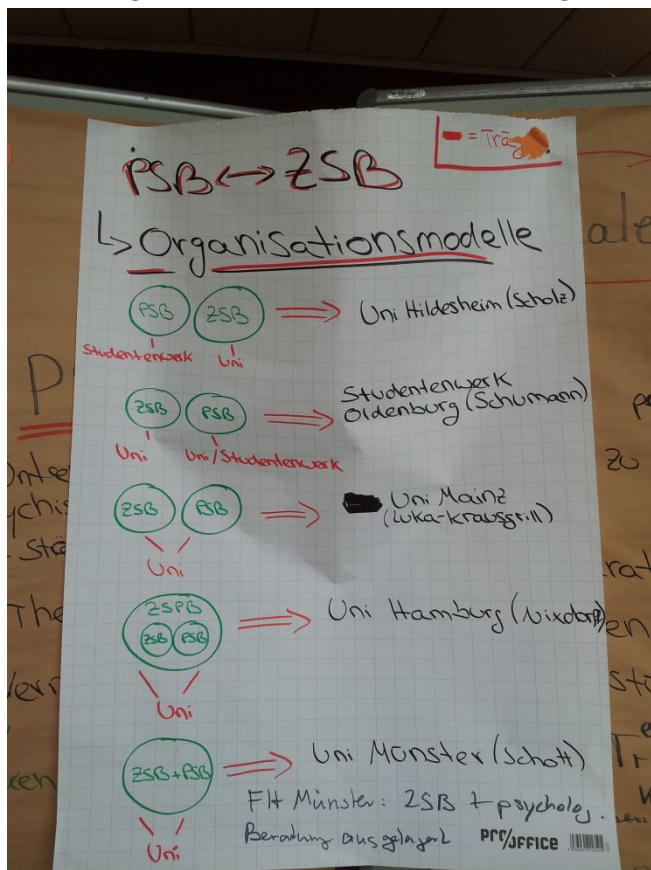 PSB ↔ ZSB
= Trä
↳ Organisationsmodelle
PSB ZSB ⇒ Uni Hildesheim (Scholz)
Studentenwerk Uni
ZSB PSB ⇒ Studentenwerk
Oldenburg (Schumann)
Uni Uni/Studentenwerk
ZSB PSB ⇒ Uni Mainz
(Luka-Krausgrill)
Uni
ZSPB
ZSB PSB ⇒ Uni Hamburg (Nixdorf)
Uni
ZSB+PSB ⇒ Uni Münster (Schott)
Uni
FH Münster: ZSB + psycholog.
Beratung ausgelagert
PRO/OFFICE